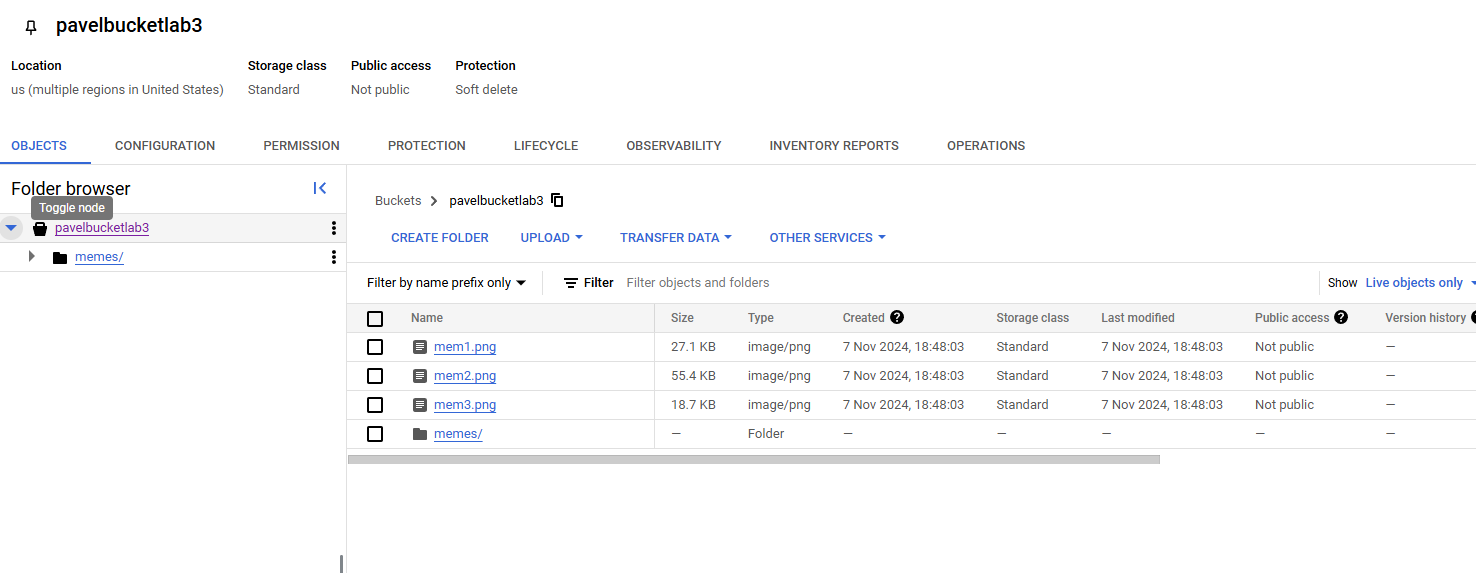 pavelbucketlab3
Location Storage class Public access Protection
us (multiple regions in United States) Standard Not public Soft delete
OBJECTS CONFIGURATION PERMISSION PROTECTION LIFECYCLE OBSERVABILITY INVENTORY REPORTS OPERATIONS
Folder browser
Toggle node
pavelbucketlab3
memes/
Buckets pavelbucketlab3
CREATE FOLDER UPLOAD TRANSFER DATA OTHER SERVICES
Filter by name prefix only Filter Filter objects and folders Show Live objects only
Name Size Type Created Storage class Last modified Public access Version history
mem1.png 27.1 KB image/png 7 Nov 2024, 18:48:03 Standard 7 Nov 2024, 18:48:03 Not public —
mem2.png 55.4 KB image/png 7 Nov 2024, 18:48:03 Standard 7 Nov 2024, 18:48:03 Not public —
mem3.png 18.7 KB image/png 7 Nov 2024, 18:48:03 Standard 7 Nov 2024, 18:48:03 Not public —
memes/ — Folder — — — — —